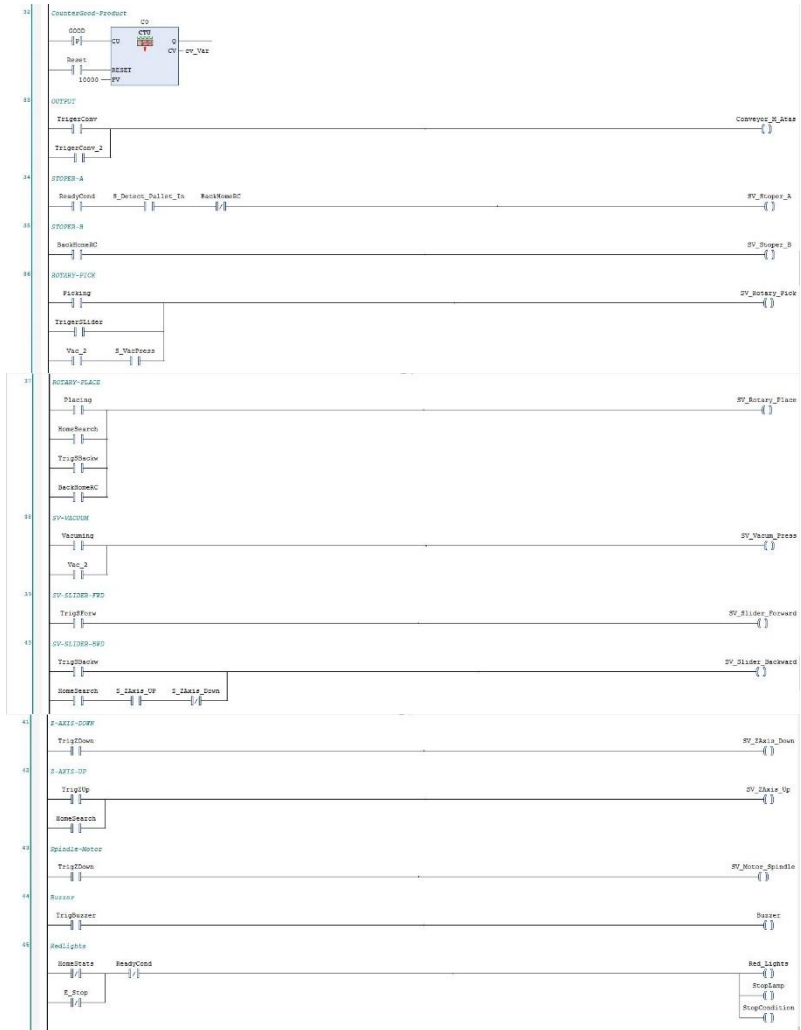 32
CounterGood-Product
C0
GOOD
CTU
P
CU
Q
CV
cv_Var
Reset
RESET
10000
PV
33
OUTPUT
TrigerConv
Conveyor_M_Atas
TrigerConv_2
34
STOPER-A
ReadyCond S_Detect_Pallet_In BackHomeRC
SV_Stoper_A
35
STOPER-B
BackHomeRC
SV_Stoper_B
36
ROTARY-PICK
Picking
SV_Rotary_Pick
TrigerSLider
Vac_2 S_VacPress
37
ROTARY-PLACE
Placing
SV_Rotary_Place
HomeSearch
TrigSBackw
BackHomeRC
38
SV-VACUUM
Vacuming
SV_Vacum_Press
Vac_2
39
SV-SLIDER-FWD
TrigSForw
SV_Slider_Forward
40
SV-SLIDER-BWD
TrigSBackw
SV_Slider_Backward
HomeSearch S_ZAxis_UP S_ZAxis_Down
41
Z-AXIS-DOWN
TrigZDown
SV_ZAxis_Down
42
Z-AXIS-UP
TrigZUp
SV_ZAxis_Up
HomeSearch
43
Spindle-Motor
TrigZDown
SV_Motor_Spindle
44
Buzzer
TrigBuzzer
Buzzer
45
RedLights
HomeStats ReadyCond
Red_Lights
E_Stop
StopLamp
StopCondition